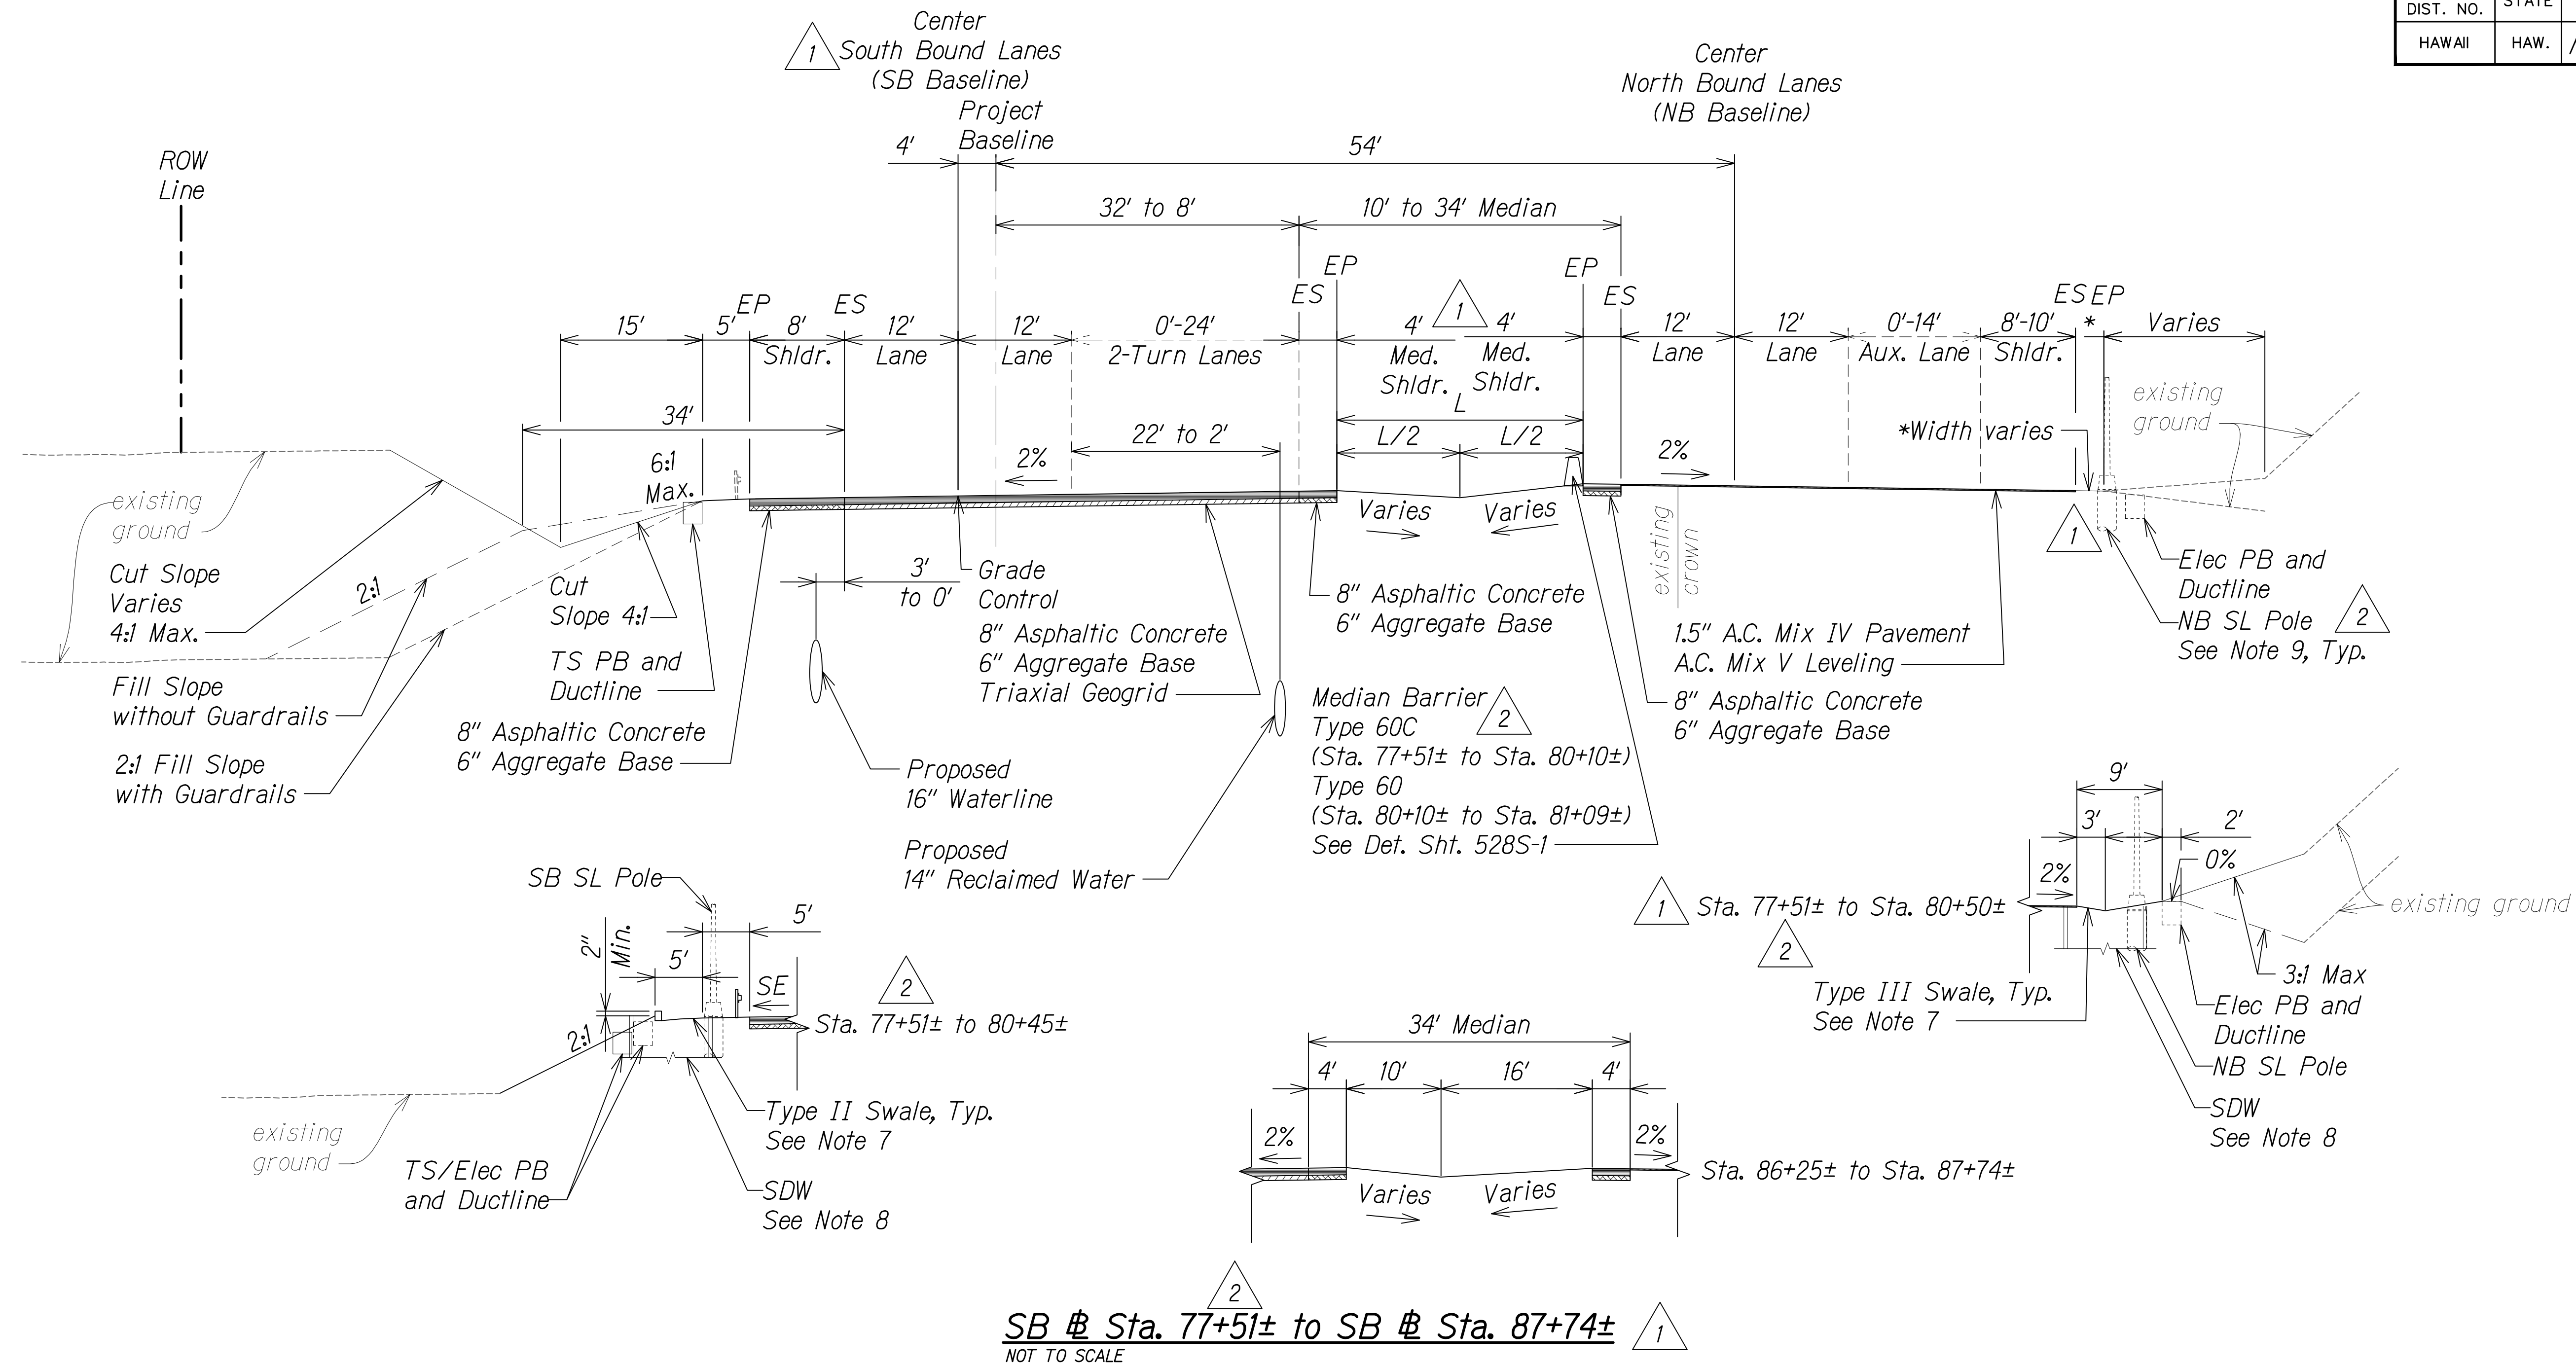 DIST. NO.
STATE
HAWAII
HAW.
Center
South Bound Lanes
(SB Baseline)
1
Project
Baseline
Center
North Bound Lanes
(NB Baseline)
ROW
Line
4'
54'
32' to 8'
10' to 34' Median
EP
ES
EP
ES
EP
ES
ES
EP
15'
5'
8'
Shldr.
12'
Lane
12'
Lane
0'-24'
2-Turn Lanes
4'
Med.
Shldr.
1
4'
Med.
Shldr.
12'
Lane
12'
Lane
0'-14'
Aux. Lane
8'-10'
Shldr.
*
Varies
34'
22' to 2'
L
L/2
L/2
*Width varies
existing
ground
6:1
Max.
2%
2%
existing
ground
Varies
Varies
existing
crown
1
Cut Slope
Varies
4:1 Max.
2:1
Cut
Slope 4:1
3'
to 0'
Grade
Control
8" Asphaltic Concrete
6" Aggregate Base
Elec PB and
Ductline
NB SL Pole
See Note 9, Typ.
2
Fill Slope
without Guardrails
TS PB and
Ductline
8" Asphaltic Concrete
6" Aggregate Base
Triaxial Geogrid
1.5" A.C. Mix IV Pavement
A.C. Mix V Leveling
2:1 Fill Slope
with Guardrails
8" Asphaltic Concrete
6" Aggregate Base
Proposed
16" Waterline
Median Barrier
2
Type 60C
(Sta. 77+51± to Sta. 80+10±)
Type 60
(Sta. 80+10± to Sta. 81+09±)
See Det. Sht. 528S-1
8" Asphaltic Concrete
6" Aggregate Base
Proposed
14" Reclaimed Water
SB SL Pole
5'
2"
Min.
5'
SE
2
Sta. 77+51± to 80+45±
2:1
existing
ground
Type II Swale, Typ.
See Note 7
TS/Elec PB
and Ductline
SDW
See Note 8
9'
3'
2'
0%
2%
1
Sta. 77+51± to Sta. 80+50±
2
existing ground
Type III Swale, Typ.
See Note 7
3:1 Max
Elec PB and
Ductline
NB SL Pole
SDW
See Note 8
34' Median
4'
10'
16'
4'
2%
2%
Varies
Varies
Sta. 86+25± to Sta. 87+74±
2
SB ℄ Sta. 77+51± to SB ℄ Sta. 87+74±
1
NOT TO SCALE